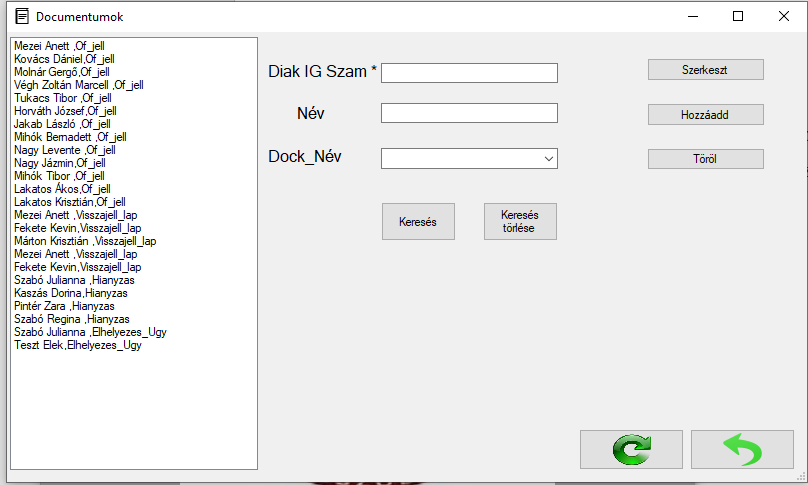 Documentumok
Mezei Anett ,Of_jell
Kovács Dániel,Of_jell
Molnár Gergő,Of_jell
Végh Zoltán Marcell ,Of_jell
Tukacs Tibor ,Of_jell
Horváth József,Of_jell
Jakab László ,Of_jell
Mihók Bernadett ,Of_jell
Nagy Levente ,Of_jell
Nagy Jázmin,Of_jell
Mihók Tibor ,Of_jell
Lakatos Ákos,Of_jell
Lakatos Krisztián,Of_jell
Mezei Anett ,Visszajell_lap
Fekete Kevin,Visszajell_lap
Márton Krisztián ,Visszajell_lap
Mezei Anett ,Visszajell_lap
Fekete Kevin,Visszajell_lap
Szabó Julianna ,Hianyzas
Kaszás Dorina,Hianyzas
Pintér Zara ,Hianyzas
Szabó Regina ,Hianyzas
Szabó Julianna ,Elhelyezes_Ugy
Teszt Elek,Elhelyezes_Ugy
Diak IG Szam *
Név
Dock_Név
Keresés
Keresés
törlése
Szerkeszt
Hozzáadd
Töröl